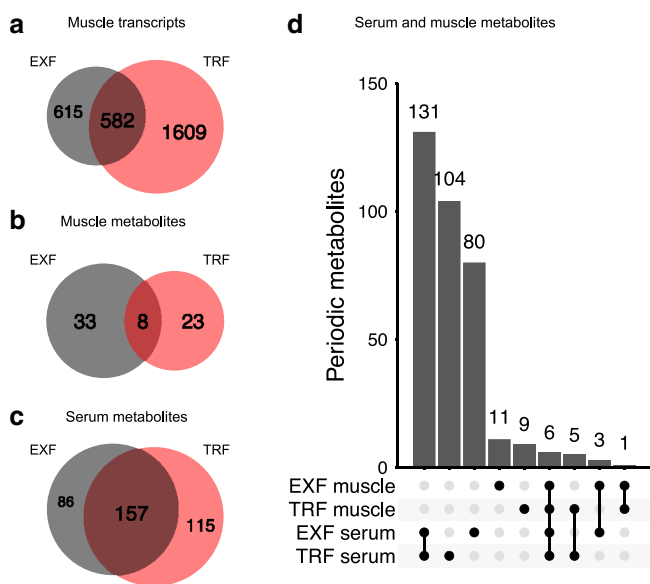 a
Muscle transcripts
EXF
TRF
615
582
1609
b
Muscle metabolites
EXF
TRF
33
8
23
c
Serum metabolites
EXF
TRF
86
157
115
d
Serum and muscle metabolites
Periodic metabolites
150
100
50
0
131
104
80
11
9
6
5
3
1
EXF muscle
TRF muscle
EXF serum
TRF serum